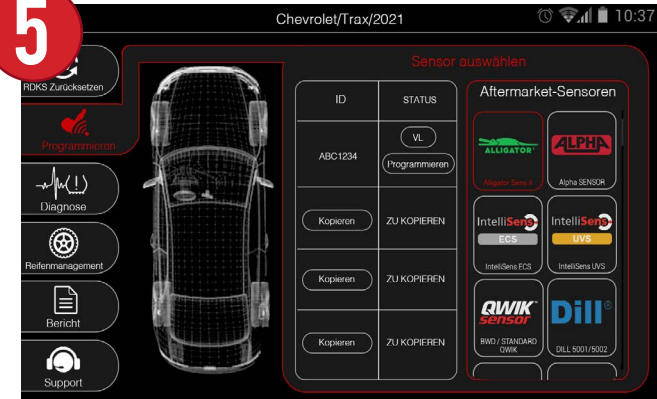 5
Chevrolet/Trax/2021
10:37
RDKS Zurücksetzen
Programmieren
Diagnose
Reifenmanagement
Bericht
Support
Sensor auswählen
ID
STATUS
ABC1234
VL
Programmieren
Kopieren
ZU KOPIEREN
Kopieren
ZU KOPIEREN
Kopieren
ZU KOPIEREN
Aftermarket-Sensoren
ALLIGATOR
Alligator Sens.it
ALPHA
Alpha SENSOR
IntelliSens
ECS
IntelliSens ECS
IntelliSens
UVS
IntelliSens UVS
QWIK
sensor
BWD / STANDARD
QWIK
Dill®
DILL 5001/5002